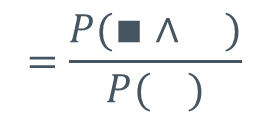 = P(■ ∧ )
P( )